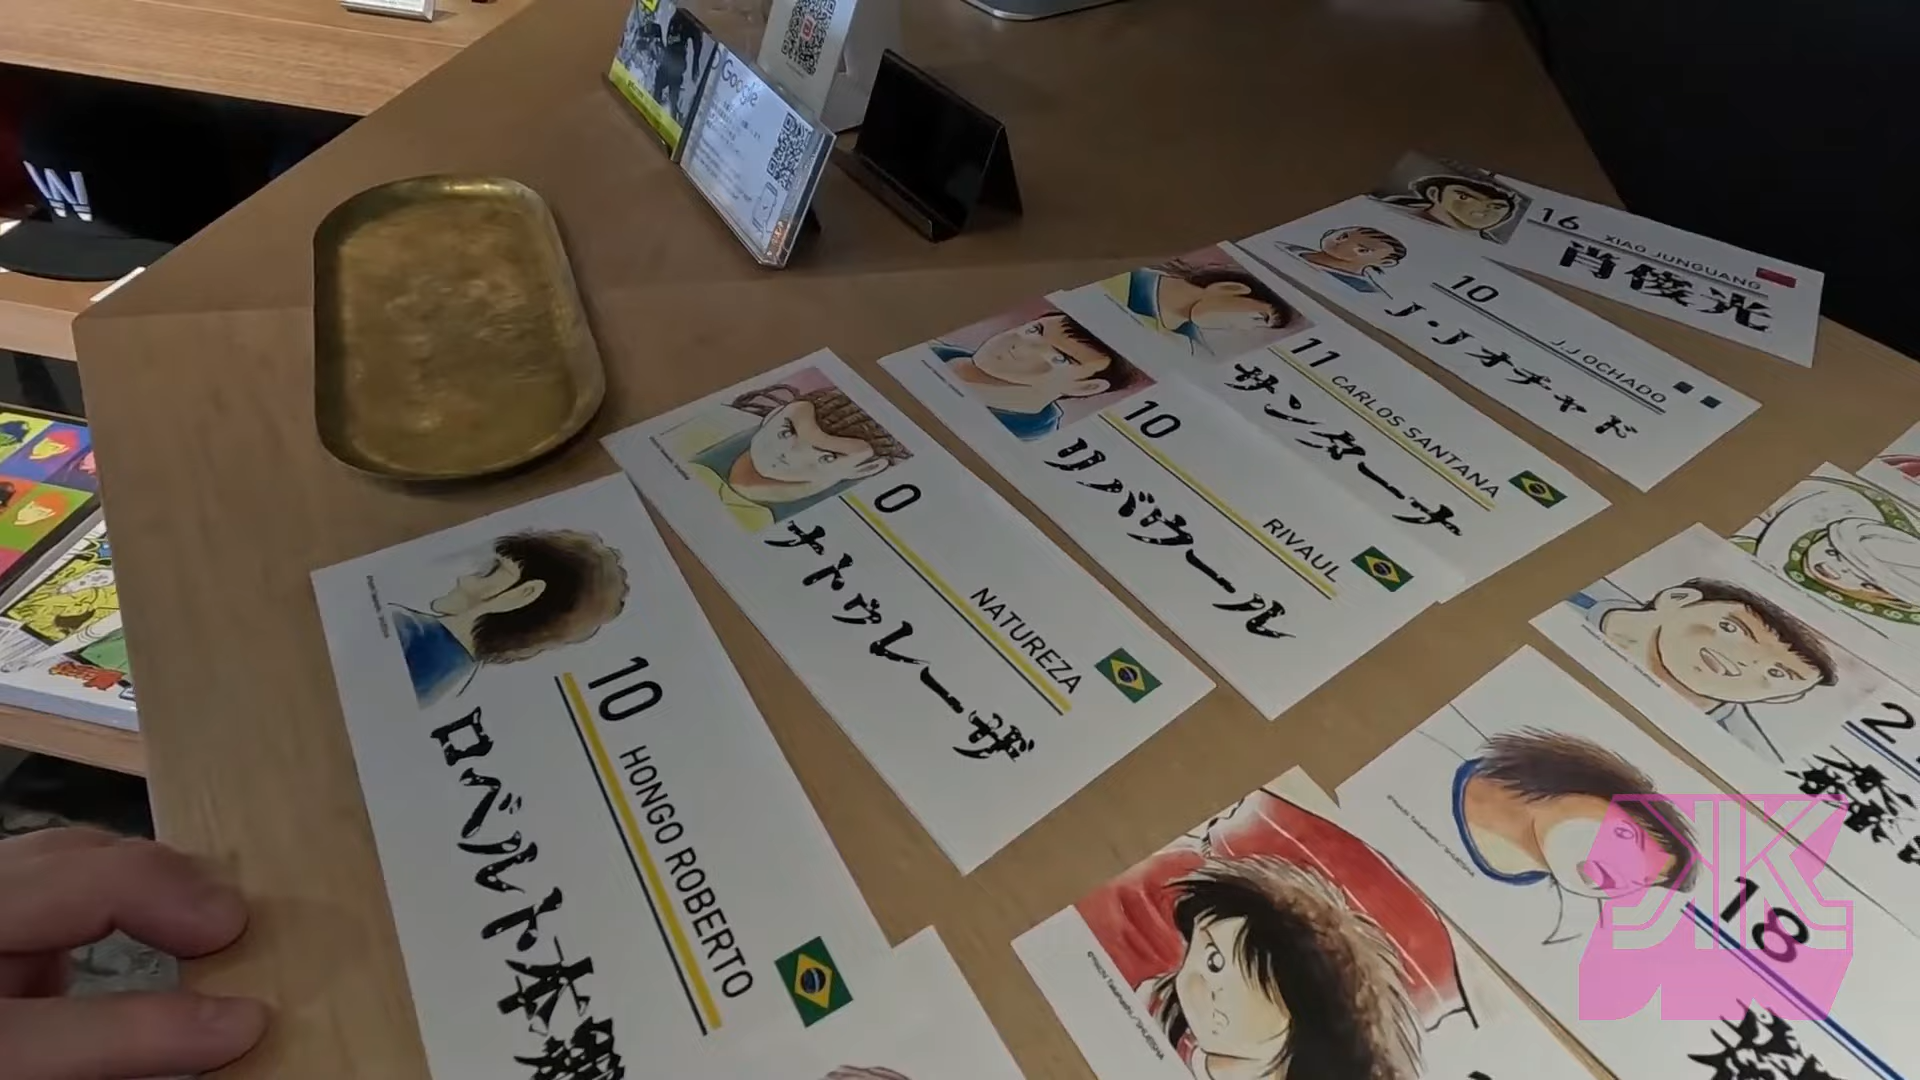 W
Google
16 XIAO JUNGUANG
肖俊光
10 J.J OCHADO
J・Jオチャド
11 CARLOS SANTANA
サンターナ
10 RIVAUL
リバウール
0 NATUREZA
ナトゥレーザ
10 HONGO ROBERTO
ロベルト本郷
2
18
KK